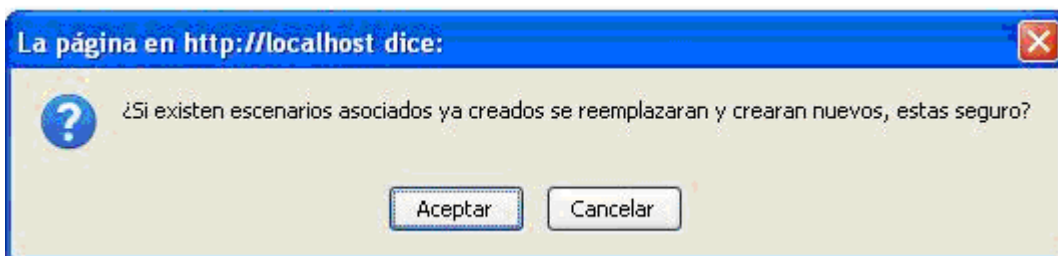 La página en http://localhost dice:
¿Si existen escenarios asociados ya creados se reemplazaran y crearan nuevos, estas seguro?
Aceptar
Cancelar